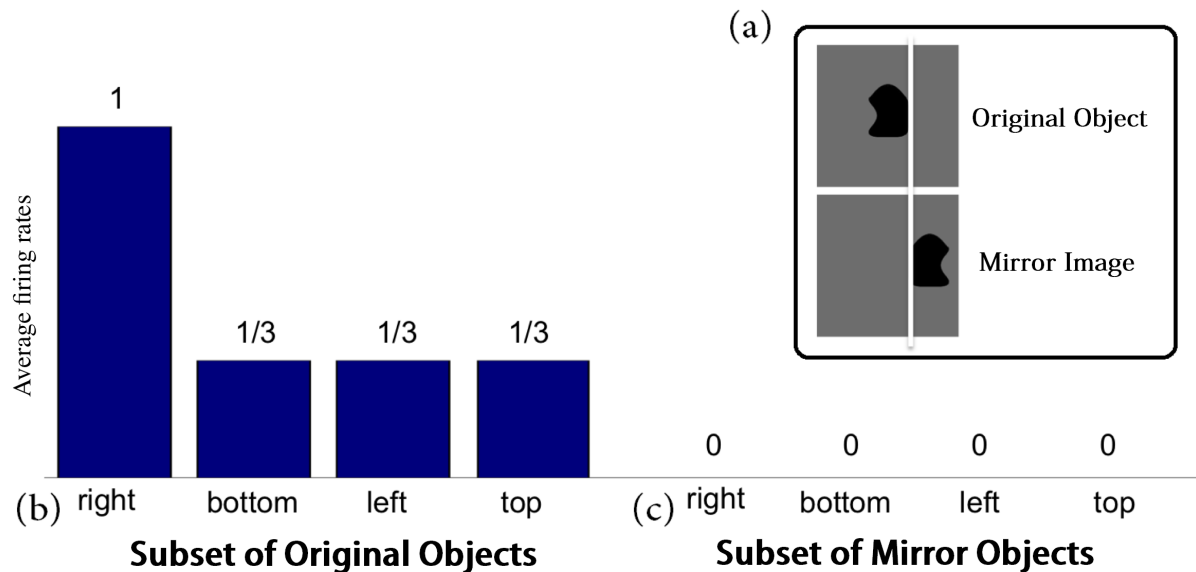 (a)
Original Object
Mirror Image
Average firing rates
1
1/3 1/3 1/3
0 0 0 0
(b) right bottom left top
(c) right bottom left top
Subset of Original Objects
Subset of Mirror Objects